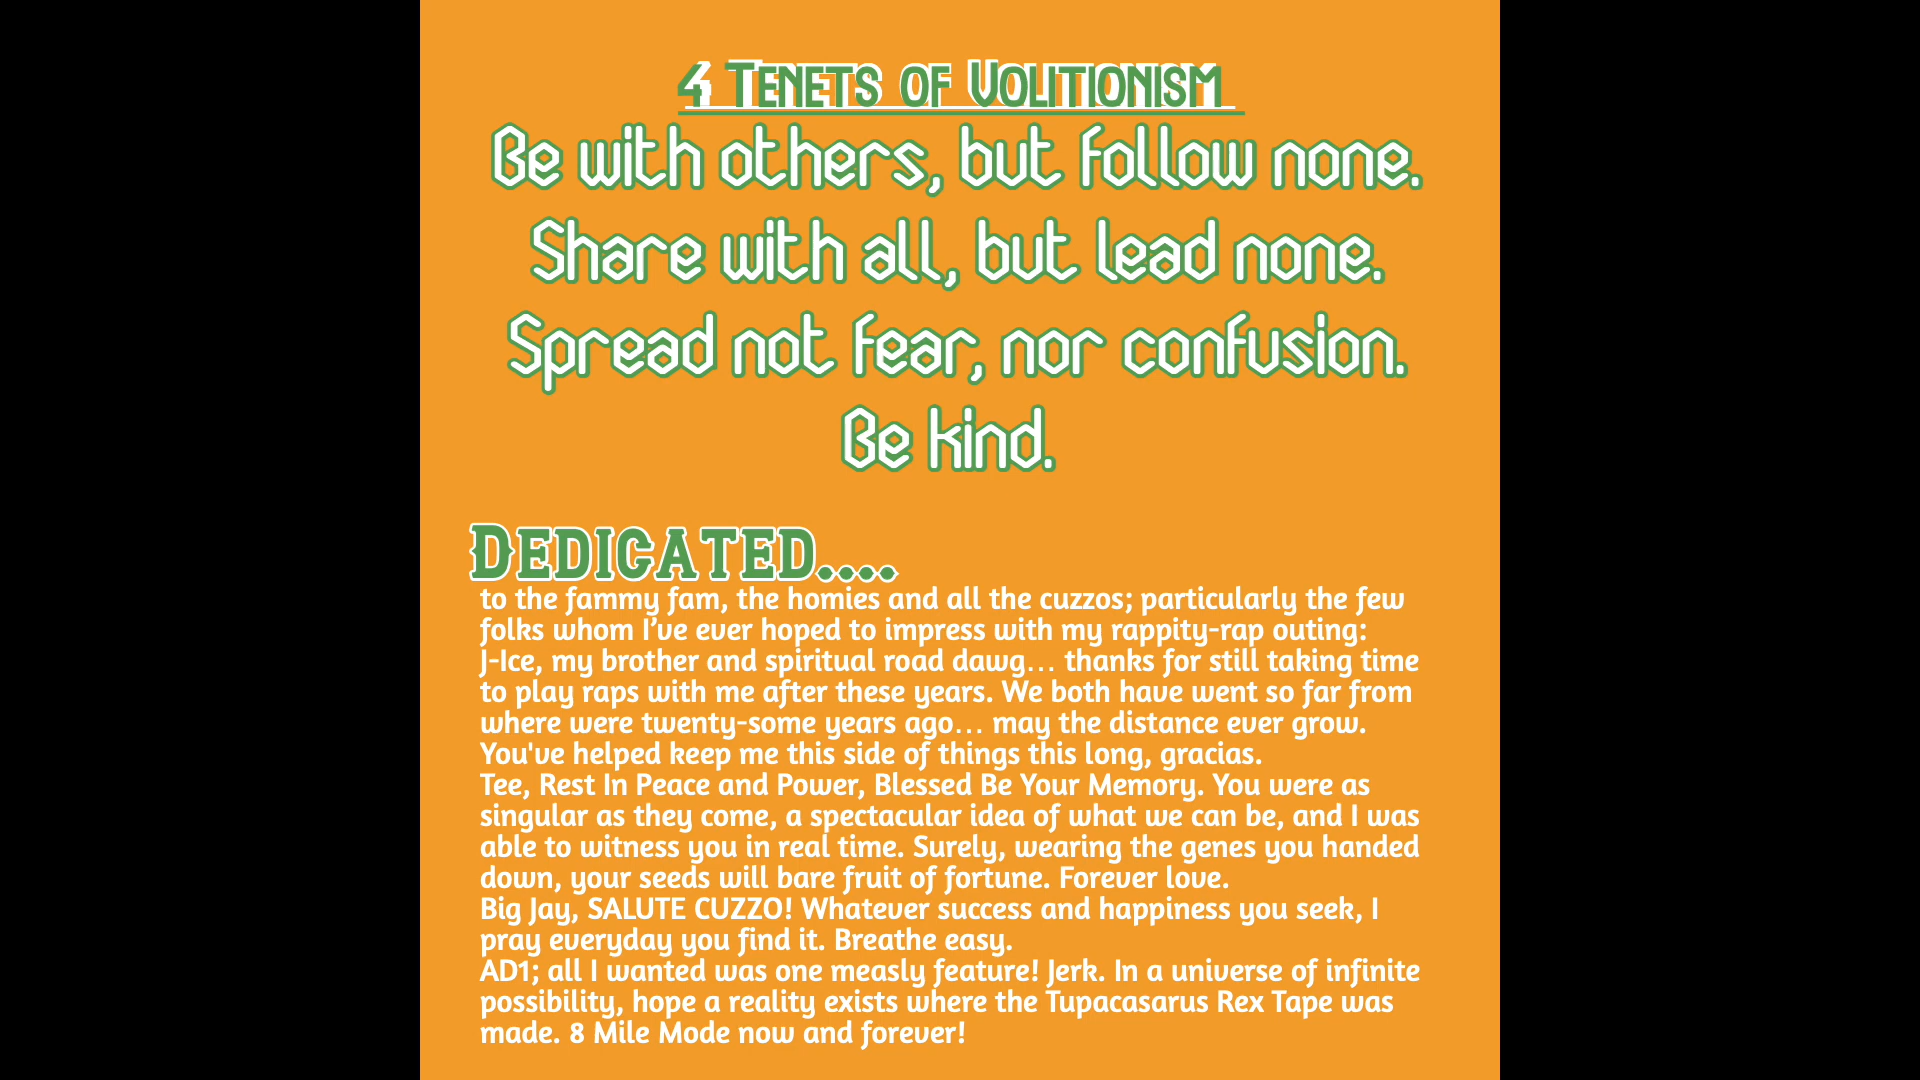 4 Tenets of Volitionism
Be with others, but follow none.
Share with all, but lead none.
Spread not fear, nor confusion.
Be kind.
Dedicated....
to the fammy fam, the homies and all the cuzzos; particularly the few
folks whom I’ve ever hoped to impress with my rappity-rap outing:
J-Ice, my brother and spiritual road dawg… thanks for still taking time
to play raps with me after these years. We both have went so far from
where were twenty-some years ago… may the distance ever grow.
You've helped keep me this side of things this long, gracias.
Tee, Rest In Peace and Power, Blessed Be Your Memory. You were as
singular as they come, a spectacular idea of what we can be, and I was
able to witness you in real time. Surely, wearing the genes you handed
down, your seeds will bare fruit of fortune. Forever love.
Big Jay, SALUTE CUZZO! Whatever success and happiness you seek, I
pray everyday you find it. Breathe easy.
AD1; all I wanted was one measly feature! Jerk. In a universe of infinite
possibility, hope a reality exists where the Tupacasarus Rex Tape was
made. 8 Mile Mode now and forever!